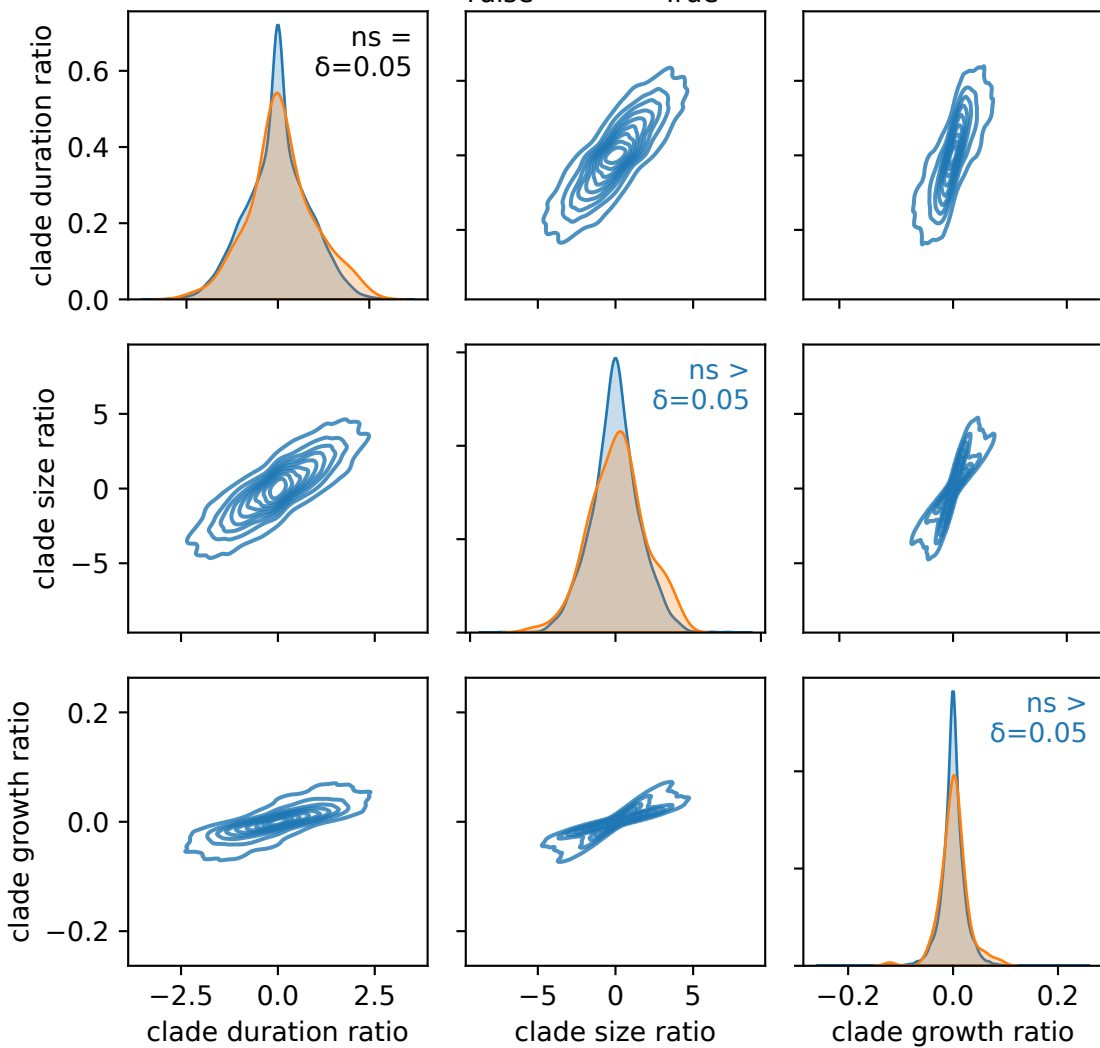 clade duration ratio
0.6
0.4
0.2
0.0
ns =
δ=0.05
clade size ratio
5
0
−5
ns >
δ=0.05
clade growth ratio
0.2
0.0
−0.2
ns >
δ=0.05
−2.5 0.0 2.5
−5 0 5
−0.2 0.0 0.2
clade duration ratio
clade size ratio
clade growth ratio